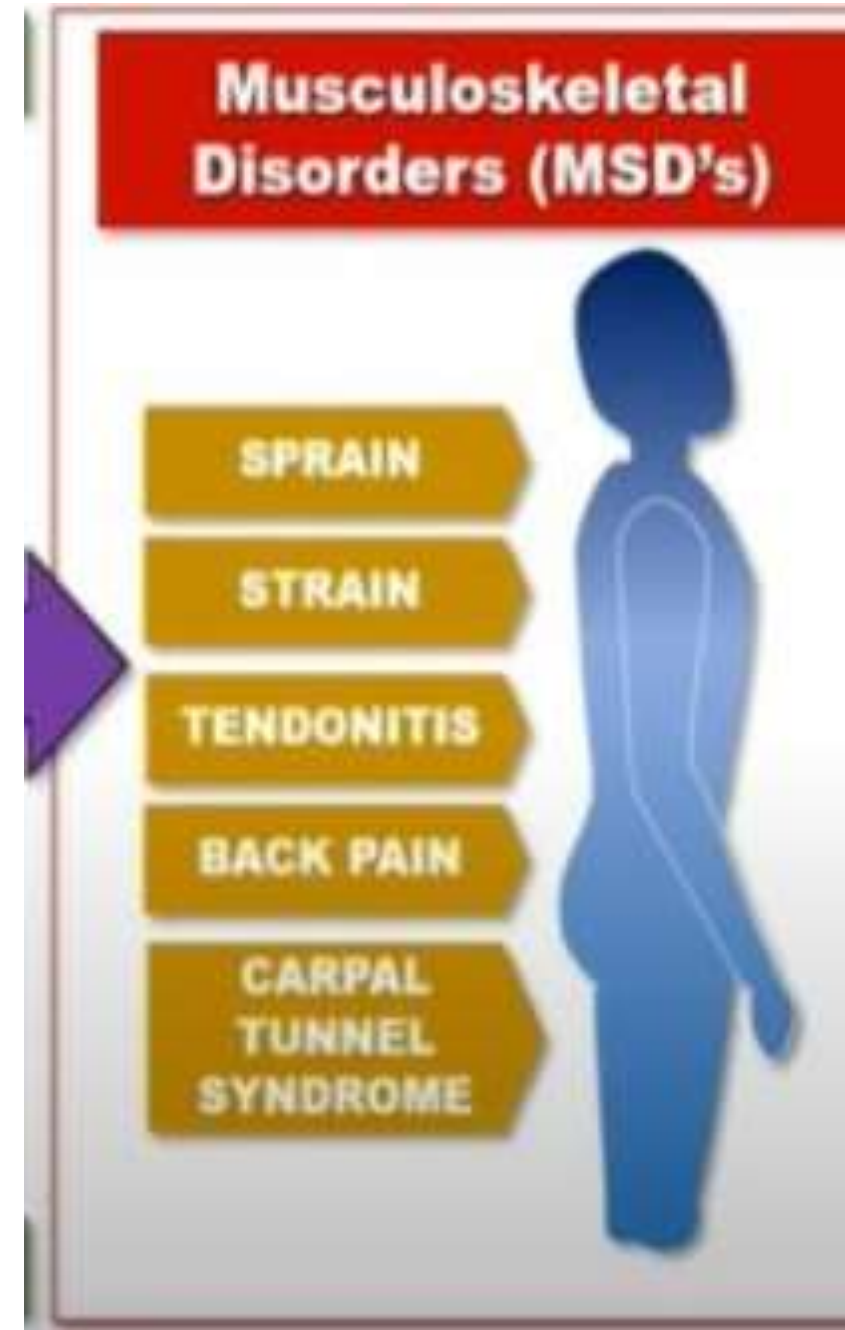 Musculoskeletal
Disorders (MSD's)
SPRAIN
STRAIN
TENDONITIS
BACK PAIN
CARPAL
TUNNEL
SYNDROME